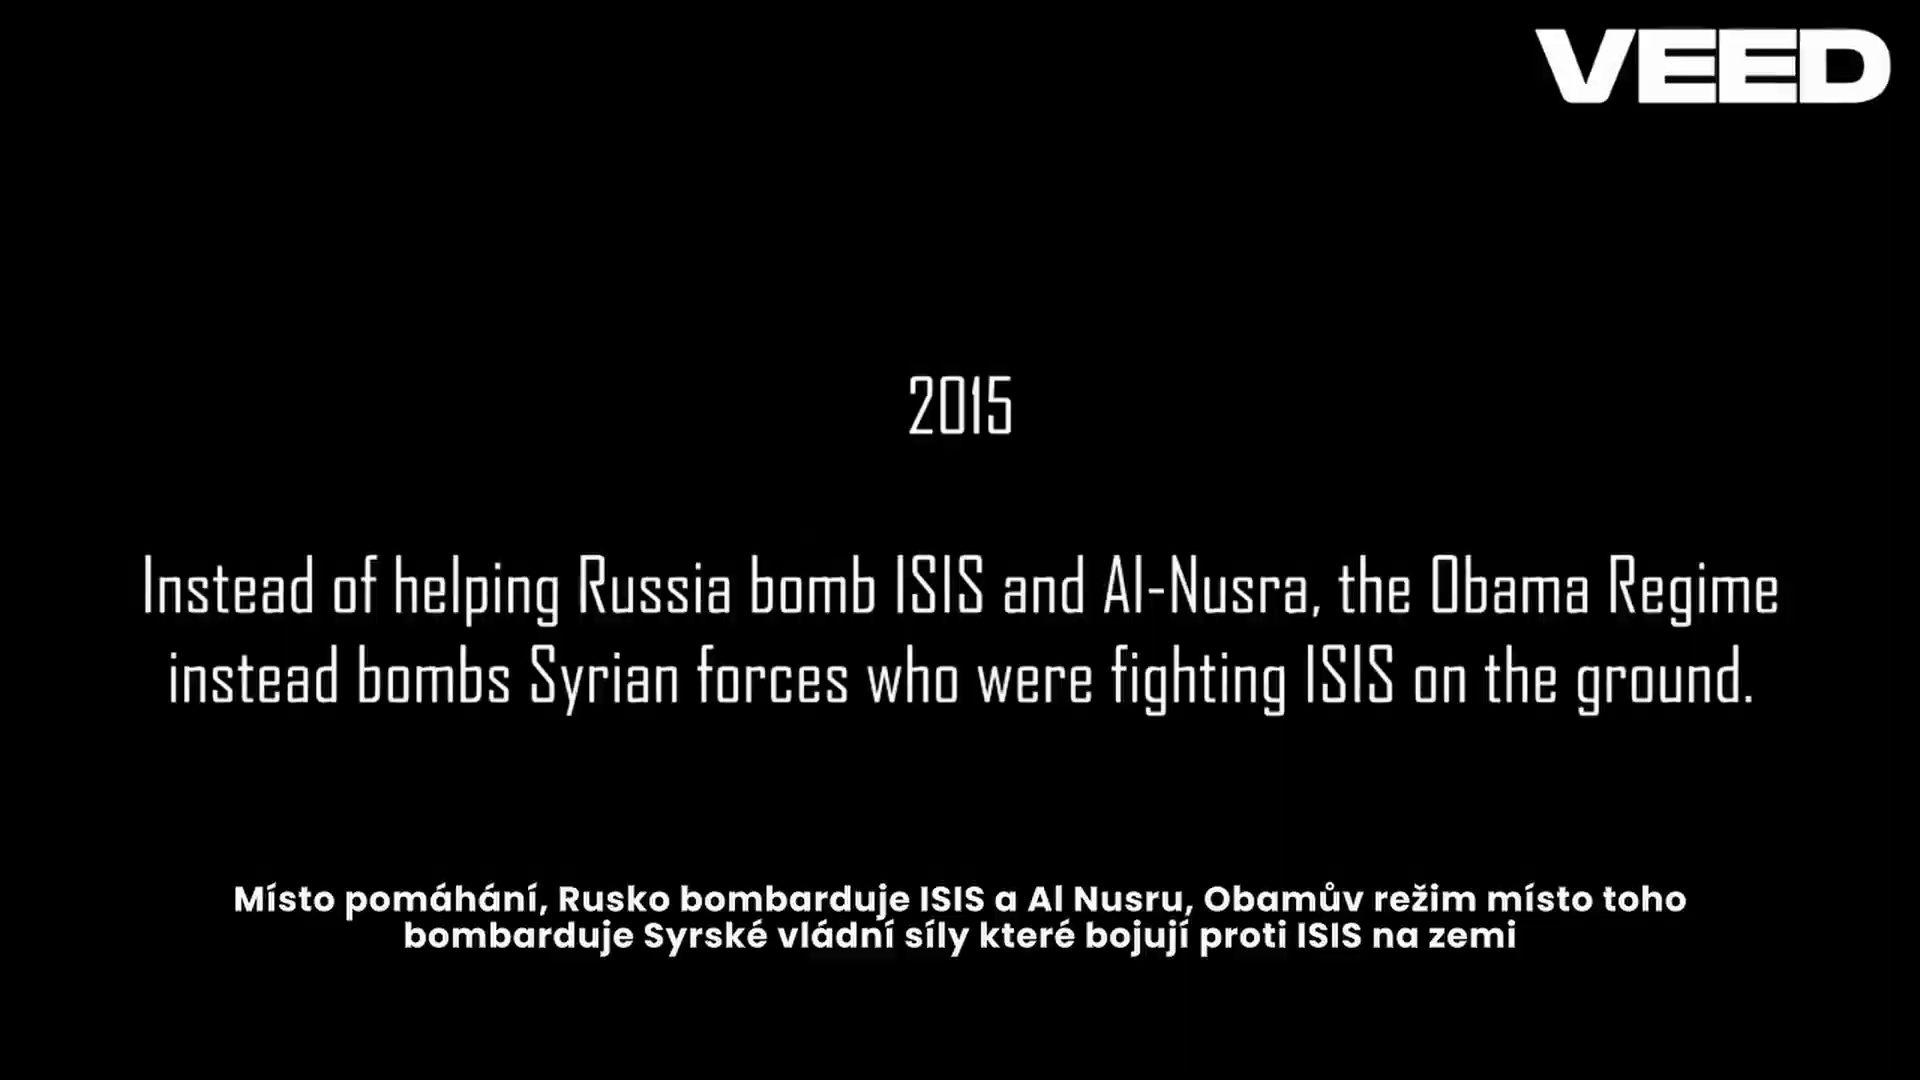 VEED
2015
Instead of helping Russia bomb ISIS and Al-Nusra, the Obama Regime
instead bombs Syrian forces who were fighting ISIS on the ground.
Místo pomáhání, Rusko bombarduje ISIS a Al Nusru, Obamův režim místo toho
bombarduje Syrské vládní síly které bojují proti ISIS na zemi